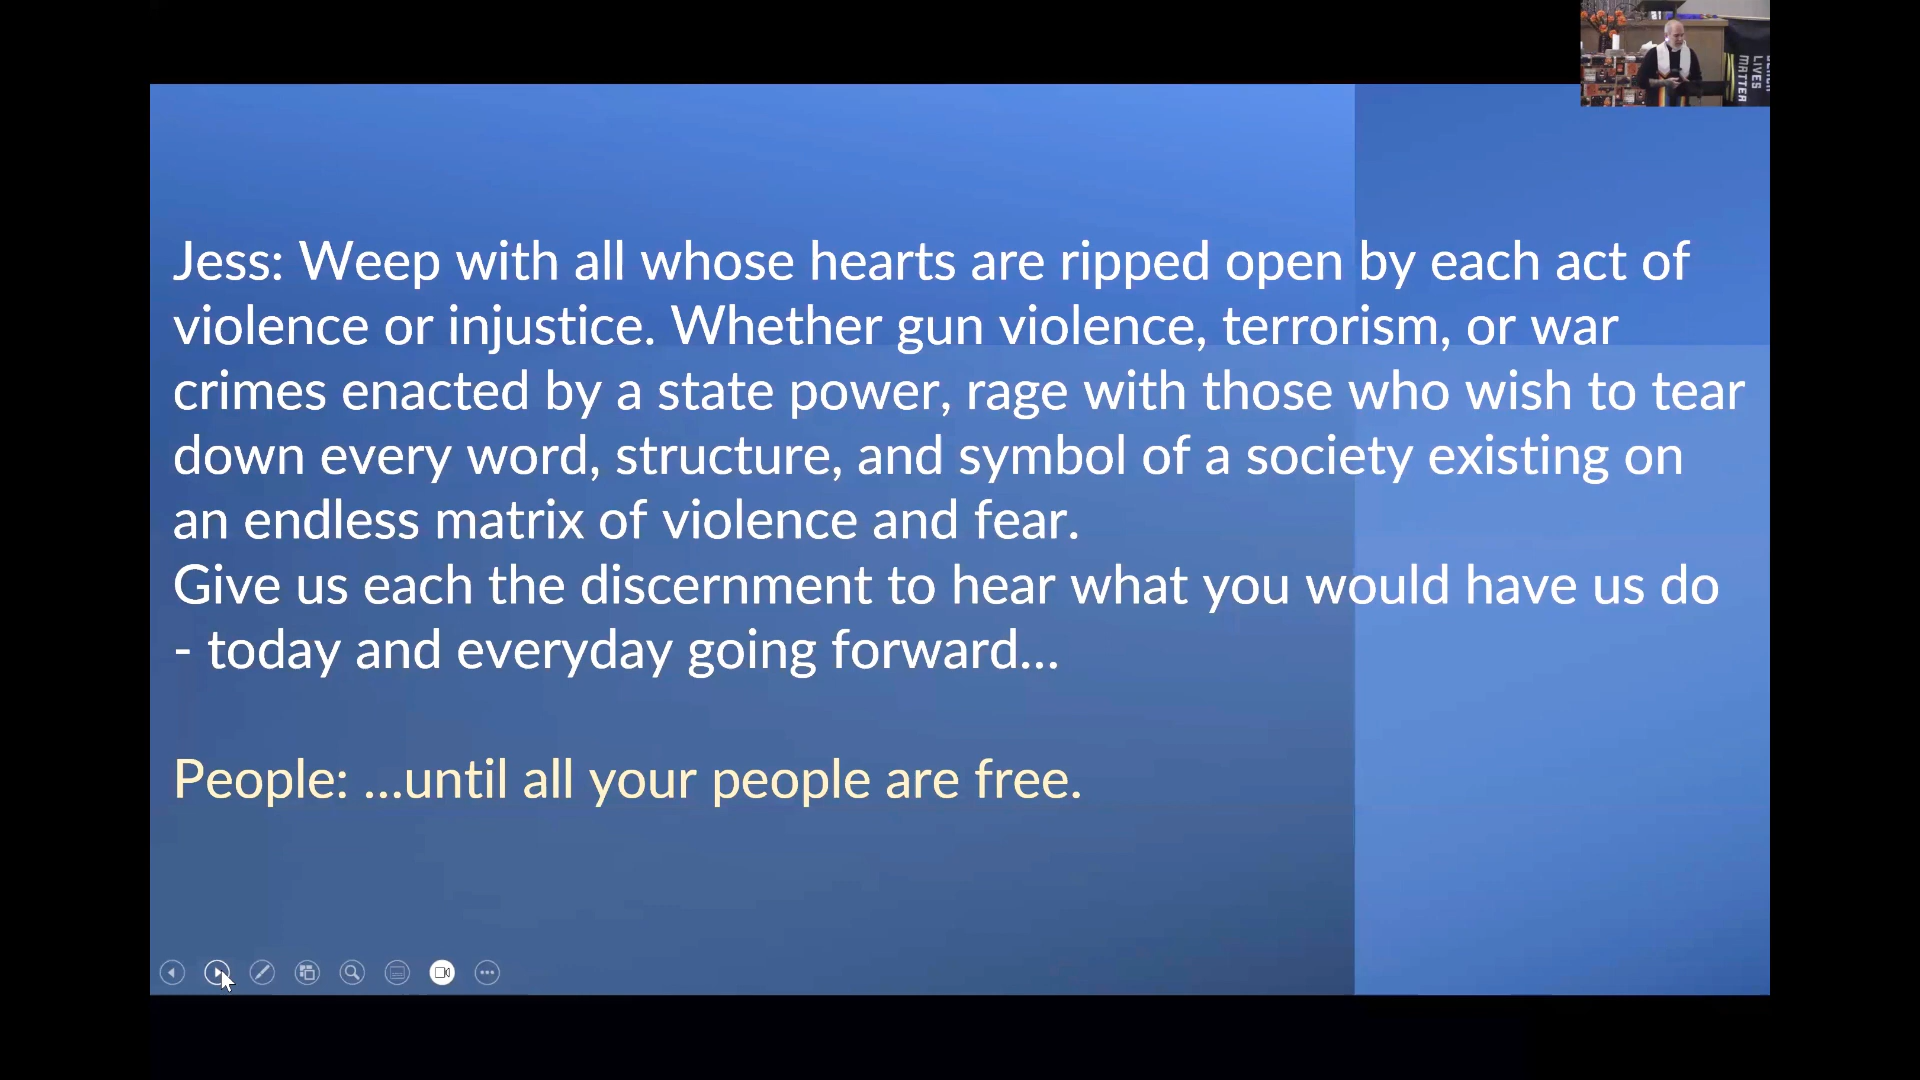 Jess: Weep with all whose hearts are ripped open by each act of
violence or injustice. Whether gun violence, terrorism, or war
crimes enacted by a state power, rage with those who wish to tear
down every word, structure, and symbol of a society existing on
an endless matrix of violence and fear.
Give us each the discernment to hear what you would have us do
- today and everyday going forward...
People: ...until all your people are free.
LIVES
MATTER